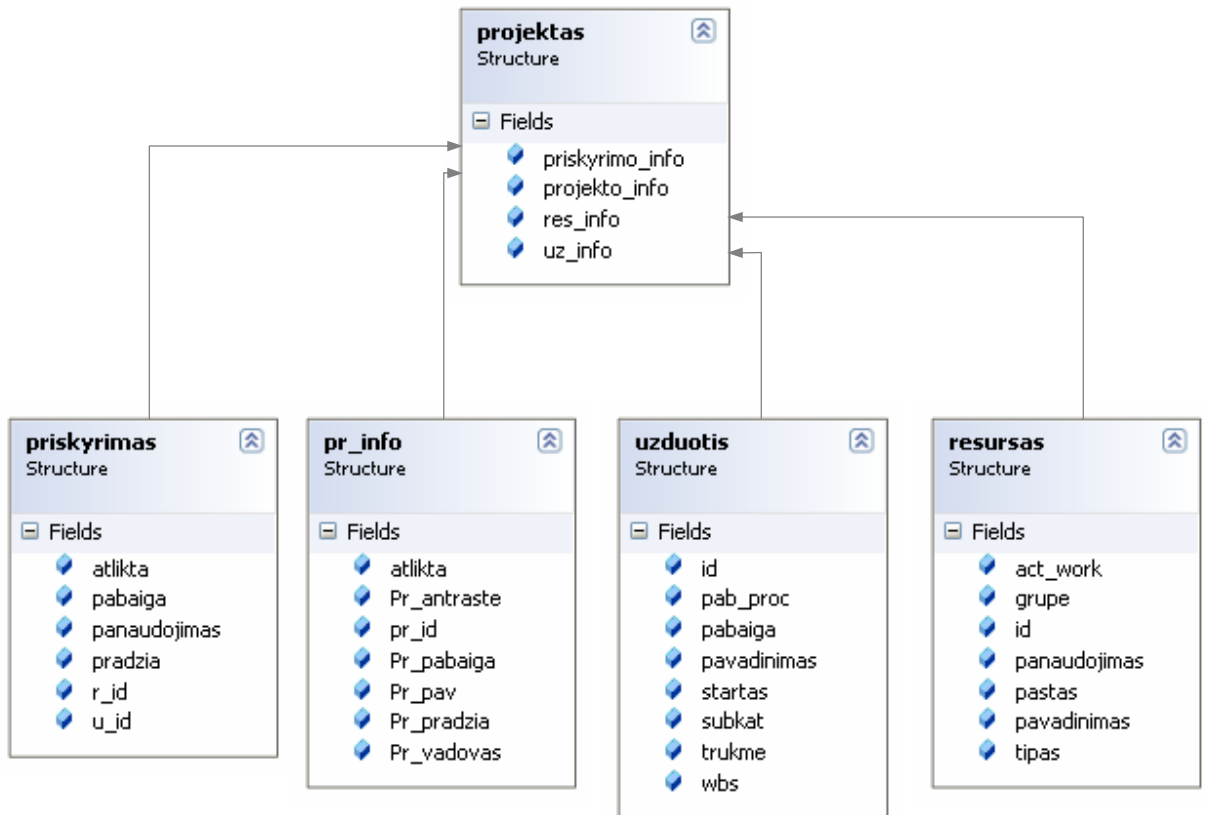 projektas
Structure
Fields
priskyrimo_info
projekto_info
res_info
uz_info
priskyrimas
Structure
Fields
atlikta
pabaiga
panaudojimas
pradzia
r_id
u_id
pr_info
Structure
Fields
atlikta
Pr_antraste
pr_id
Pr_pabaiga
Pr_pav
Pr_pradzia
Pr_vadovas
uzduotis
Structure
Fields
id
pab_proc
pabaiga
pavadinimas
startas
subkat
trukme
wbs
resursas
Structure
Fields
act_work
grupe
id
panaudojimas
pastas
pavadinimas
tipas